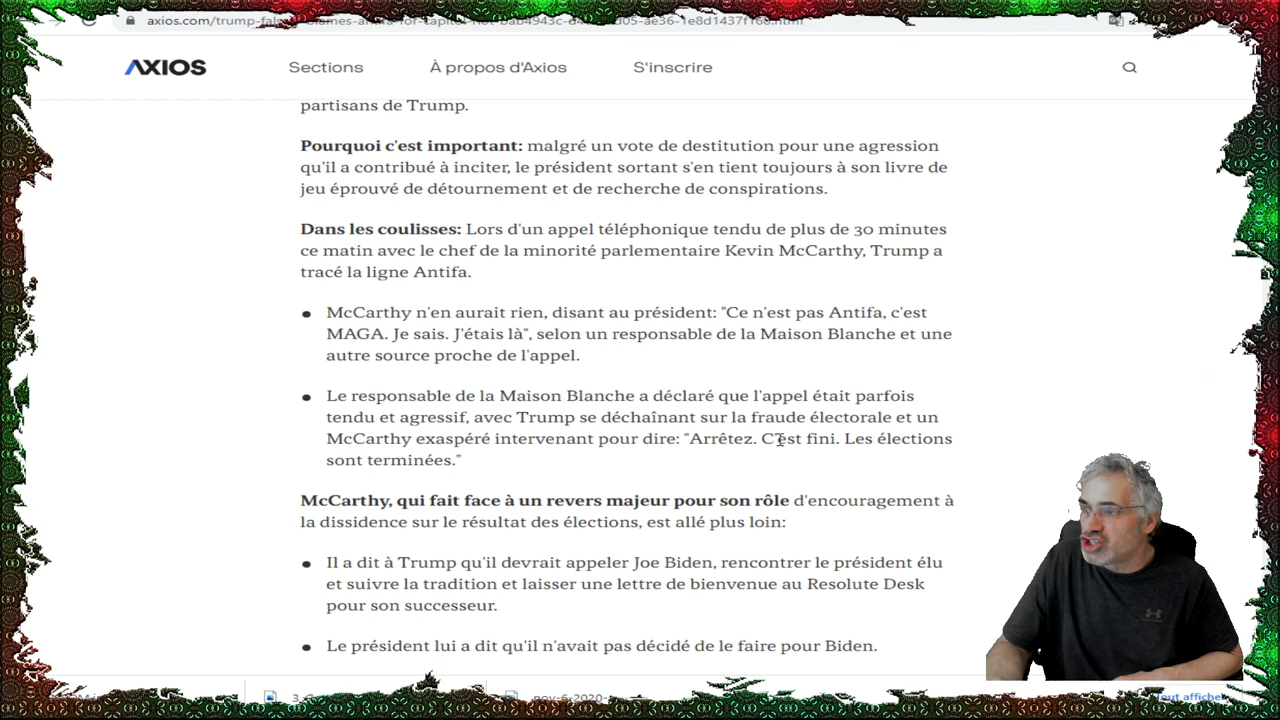 AXIOS
Sections
À propos d'Axios
S'inscrire
partisans de Trump.
Pourquoi c'est important: malgré un vote de destitution pour une agression
qu'il a contribué à inciter, le président sortant s'en tient toujours à son livre de
jeu éprouvé de détournement et de recherche de conspirations.
Dans les coulisses: Lors d'un appel téléphonique tendu de plus de 30 minutes
ce matin avec le chef de la minorité parlementaire Kevin McCarthy, Trump a
tracé la ligne Antifa.
McCarthy n'en aurait rien, disant au président: "Ce n'est pas Antifa, c'est
MAGA. Je sais. J'étais là", selon un responsable de la Maison Blanche et une
autre source proche de l'appel.
Le responsable de la Maison Blanche a déclaré que l'appel était parfois
tendu et agressif, avec Trump se déchaînant sur la fraude électorale et un
McCarthy exaspéré intervenant pour dire: "Arrêtez. C'est fini. Les élections
sont terminées."
McCarthy, qui fait face à un revers majeur pour son rôle d'encouragement à
la dissidence sur le résultat des élections, est allé plus loin:
Il a dit à Trump qu'il devrait appeler Joe Biden, rencontrer le président élu
et suivre la tradition et laisser une lettre de bienvenue au Resolute Desk
pour son successeur.
Le président lui a dit qu'il n'avait pas décidé de le faire pour Biden.